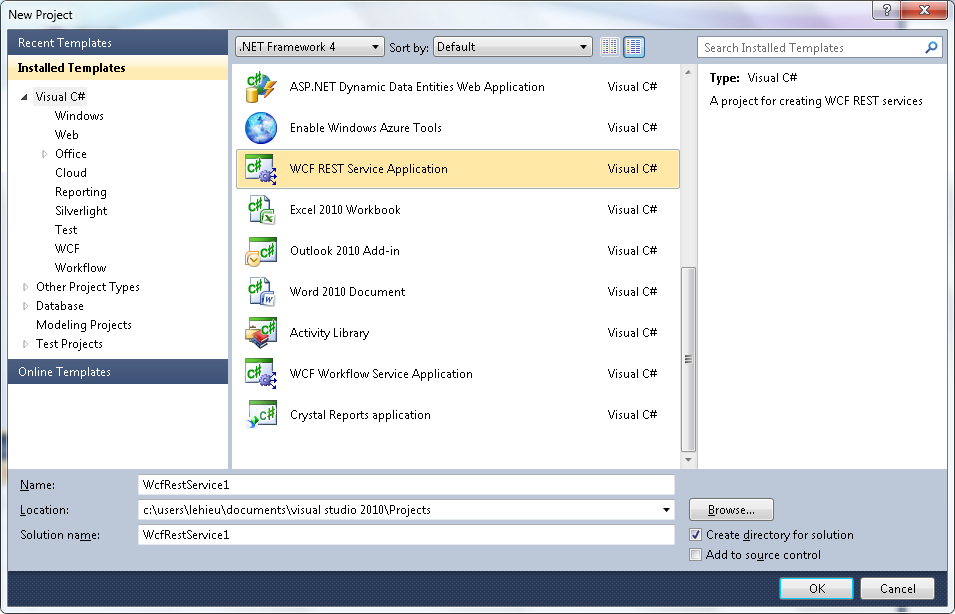 New Project
?
Recent Templates
Installed Templates
Visual C#
Windows
Web
Office
Cloud
Reporting
Silverlight
Test
WCF
Workflow
Other Project Types
Database
Modeling Projects
Test Projects
Online Templates
.NET Framework 4 Sort by: Default
ASP.NET Dynamic Data Entities Web Application Visual C#
Enable Windows Azure Tools Visual C#
WCF REST Service Application Visual C#
Excel 2010 Workbook Visual C#
Outlook 2010 Add-in Visual C#
Word 2010 Document Visual C#
Activity Library Visual C#
WCF Workflow Service Application Visual C#
Crystal Reports application Visual C#
Search Installed Templates
Type: Visual C#
A project for creating WCF REST services
Name: WcfRestService1
Location: c:\users\lehieu\documents\visual studio 2010\Projects
Solution name: WcfRestService1
Browse...
Create directory for solution
Add to source control
OK Cancel